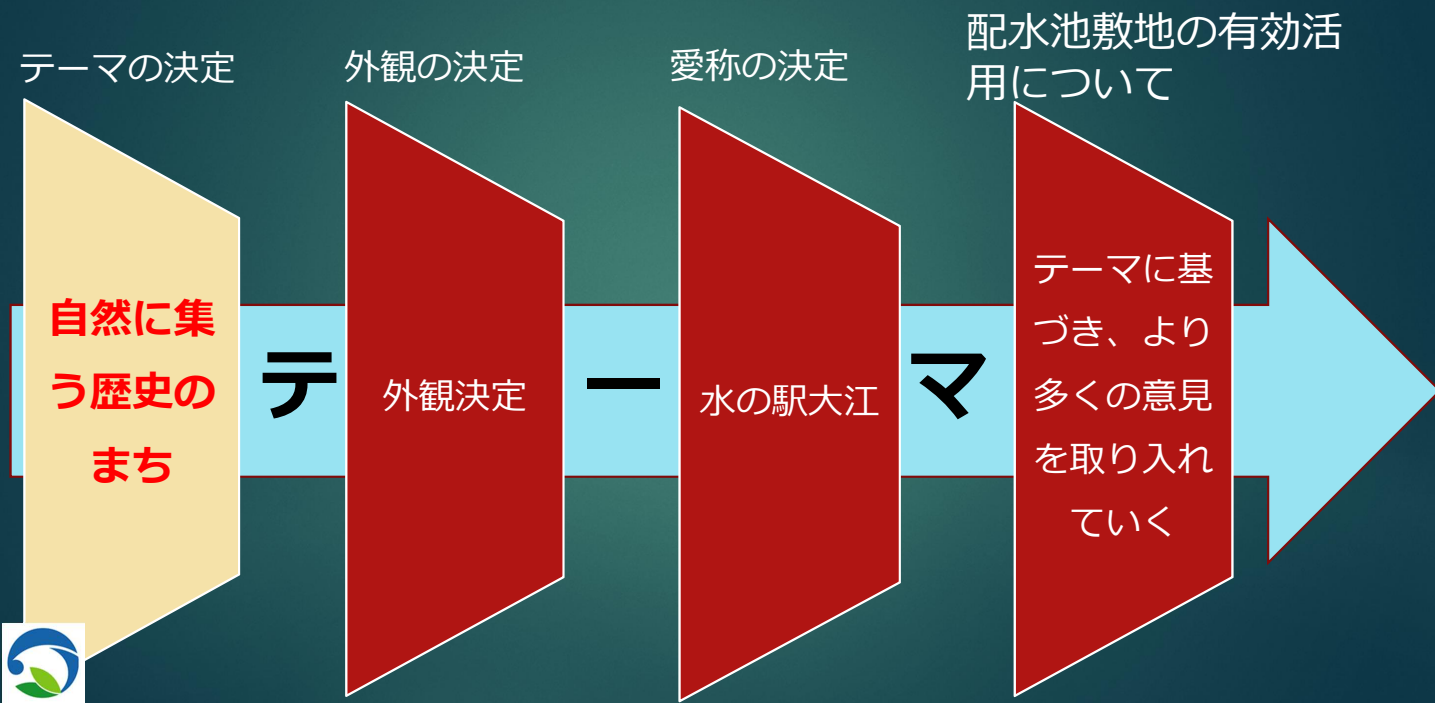 テーマの決定
外観の決定
愛称の決定
配水池敷地の有効活
用について
自然に集
う歴史の
まち
テ
外観決定
ー
水の駅大江
マ
テーマに基
づき、より
多くの意見
を取り入れ
ていく